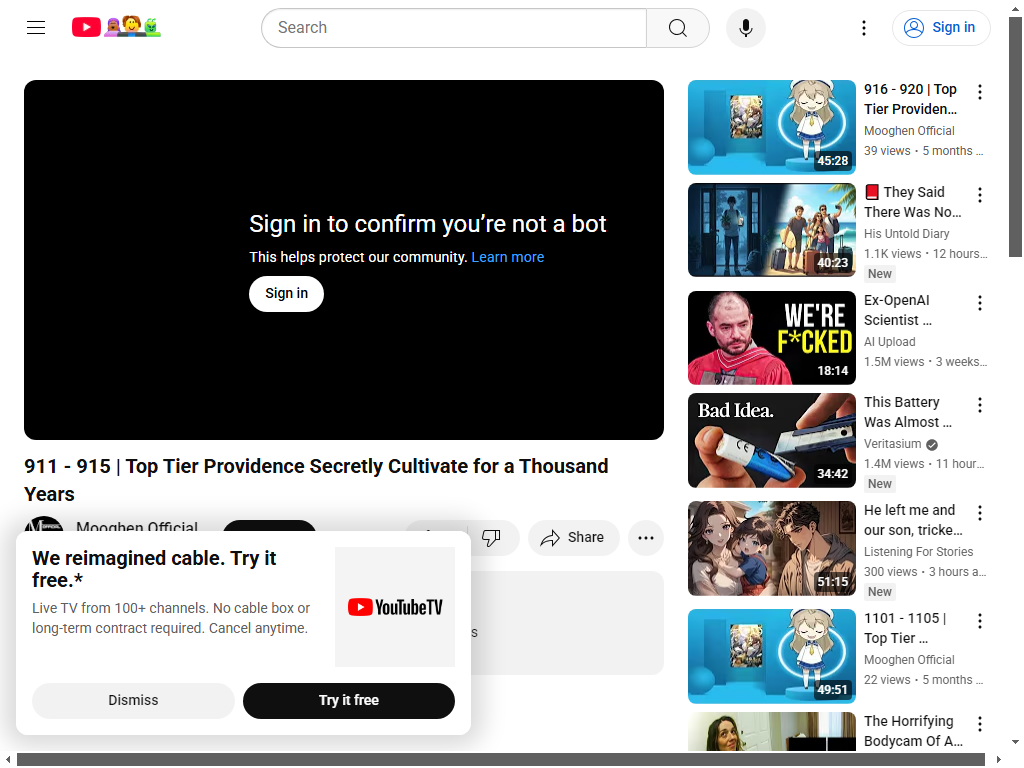 Search
Sign in
Sign in to confirm you’re not a bot
This helps protect our community. Learn more
Sign in
911 - 915 | Top Tier Providence Secretly Cultivate for a Thousand
Years
Mooghen Official
Share
We reimagined cable. Try it
free.*
Live TV from 100+ channels. No cable box or
long-term contract required. Cancel anytime.
YouTubeTV
Dismiss
Try it free
916 - 920 | Top
Tier Providen…
Mooghen Official
39 views • 5 months …
45:28
📕 They Said
There Was No…
His Untold Diary
1.1K views • 12 hours…
New
40:23
Ex-OpenAI
Scientist …
AI Upload
1.5M views • 3 weeks…
WE'RE
F*CKED
18:14
This Battery
Was Almost …
Veritasium
1.4M views • 11 hour…
New
Bad Idea.
34:42
He left me and
our son, tricke…
Listening For Stories
300 views • 3 hours a…
New
51:15
1101 - 1105 |
Top Tier …
Mooghen Official
22 views • 5 months …
49:51
The Horrifying
Bodycam Of A…